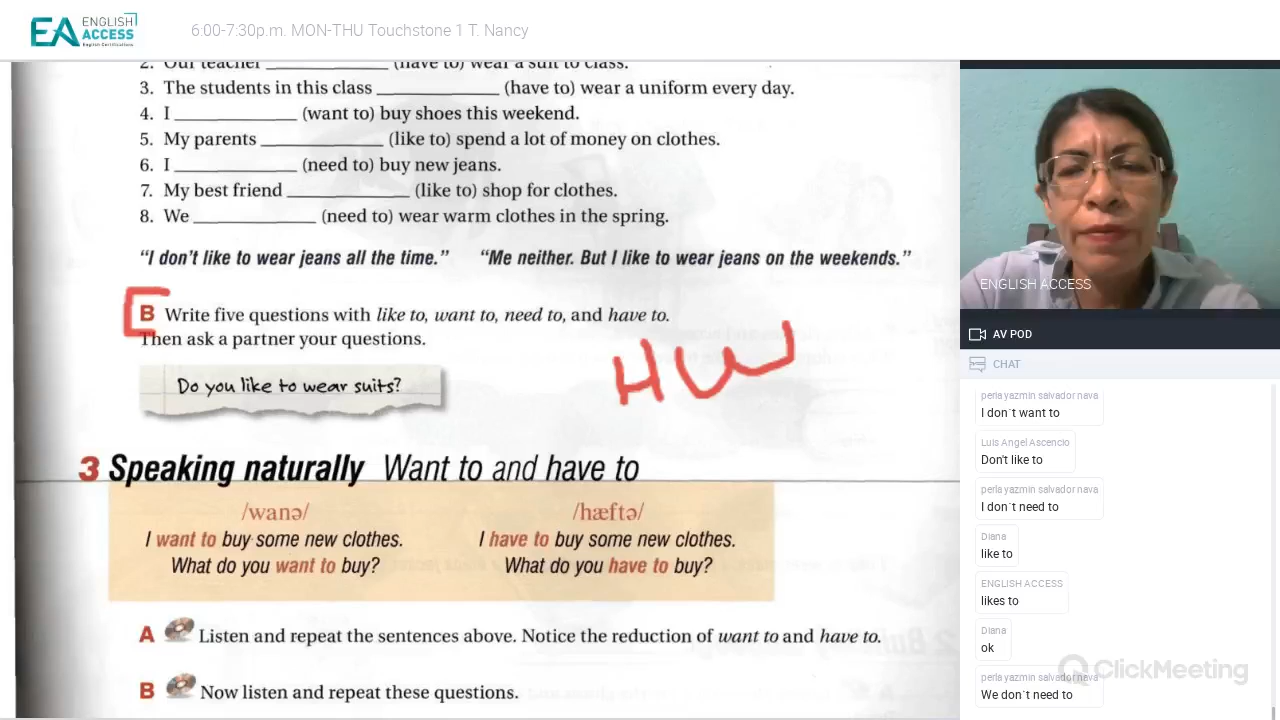 EA ENGLISH ACCESS
English Certifications
6:00-7:30p.m. MON-THU Touchstone 1 T. Nancy
2. Our teacher ____________ (have to) wear a suit to class.
3. The students in this class ____________ (have to) wear a uniform every day.
4. I ____________ (want to) buy shoes this weekend.
5. My parents ____________ (like to) spend a lot of money on clothes.
6. I ____________ (need to) buy new jeans.
7. My best friend ____________ (like to) shop for clothes.
8. We ____________ (need to) wear warm clothes in the spring.
“I don’t like to wear jeans all the time.” “Me neither. But I like to wear jeans on the weekends.”
B Write five questions with like to, want to, need to, and have to.
Then ask a partner your questions.
HW
Do you like to wear suits?
3 Speaking naturally Want to and have to
/wanə/ /hæftə/
I want to buy some new clothes. I have to buy some new clothes.
What do you want to buy? What do you have to buy?
A Listen and repeat the sentences above. Notice the reduction of want to and have to.
B Now listen and repeat these questions.
ENGLISH ACCESS
AV POD
CHAT
perla yazmin salvador nava
I don`t want to
Luis Angel Ascencio
Don't like to
perla yazmin salvador nava
I don`t need to
Diana
like to
ENGLISH ACCESS
likes to
Diana
ok
perla yazmin salvador nava
We don`t need to
ClickMeeting